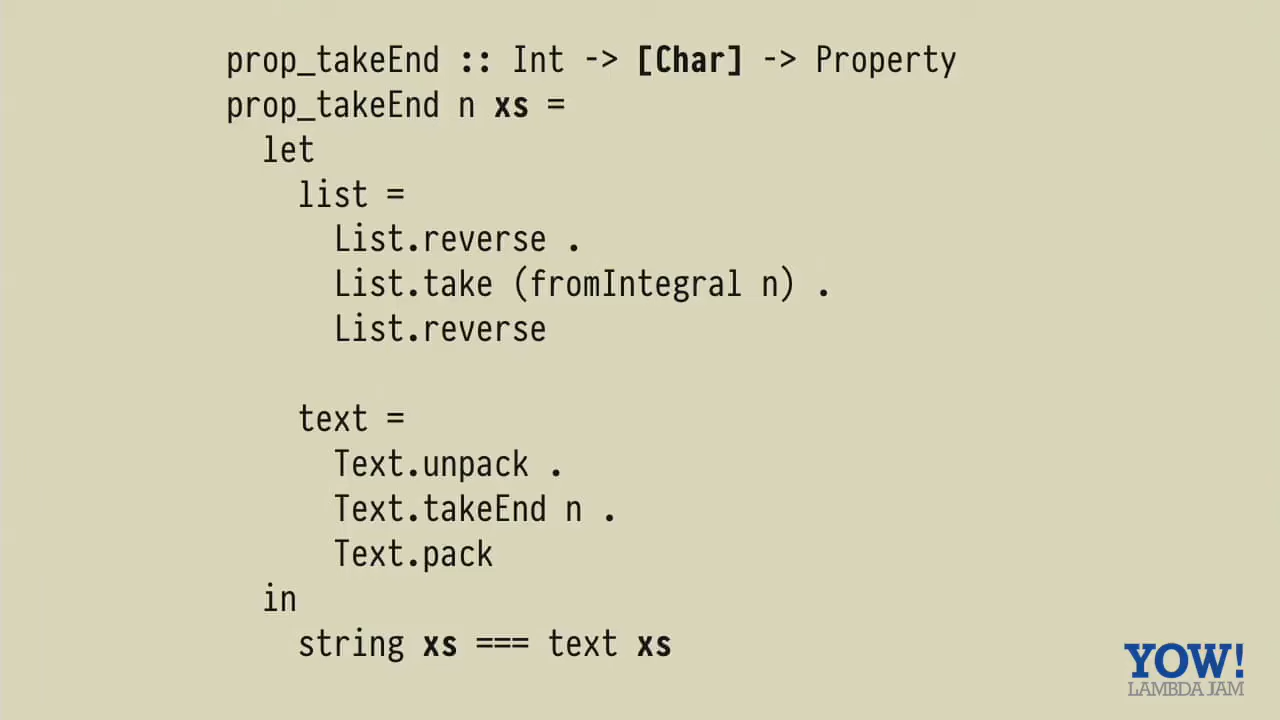 prop_takeEnd :: Int -> [Char] -> Property
prop_takeEnd n xs =
  let
    list =
      List.reverse .
      List.take (fromIntegral n) .
      List.reverse

    text =
      Text.unpack .
      Text.takeEnd n .
      Text.pack
  in
    string xs === text xs
YOW!
LAMBDA JAM